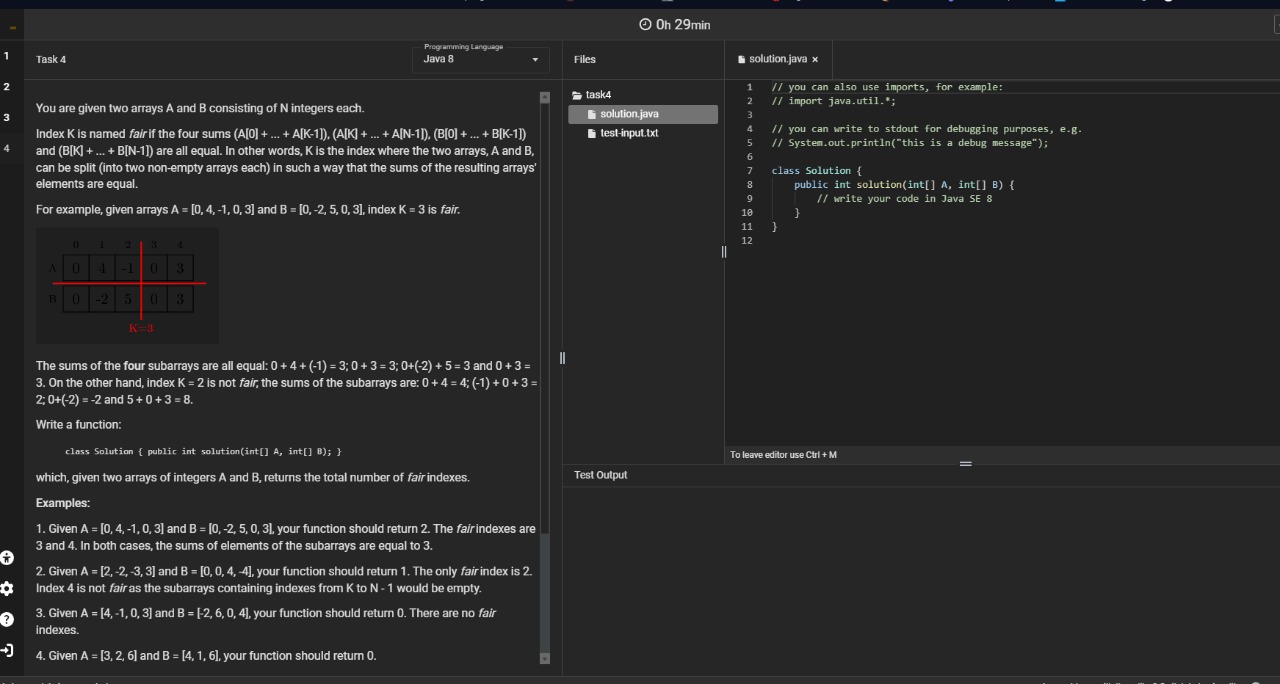 0h 29min
1
2
3
4
Task 4
Programming Language
Java 8
You are given two arrays A and B consisting of N integers each.
Index K is named fair if the four sums (A[0] + ... + A[K-1]), (A[K] + ... + A[N-1]), (B[0] + ... + B[K-1])
and (B[K] + ... + B[N-1]) are all equal. In other words, K is the index where the two arrays, A and B,
can be split (into two non-empty arrays each) in such a way that the sums of the resulting arrays'
elements are equal.
For example, given arrays A = [0, 4, -1, 0, 3] and B = [0, -2, 5, 0, 3], index K = 3 is fair.
0 1 2 3 4
A 0 4 -1 0 3
B 0 -2 5 0 3
K=3
The sums of the four subarrays are all equal: 0 + 4 + (-1) = 3; 0 + 3 = 3; 0+(-2) + 5 = 3 and 0 + 3 =
3. On the other hand, index K = 2 is not fair, the sums of the subarrays are: 0 + 4 = 4; (-1) + 0 + 3 =
2; 0+(-2) = -2 and 5 + 0 + 3 = 8.
Write a function:
class Solution { public int solution(int[] A, int[] B); }
which, given two arrays of integers A and B, returns the total number of fair indexes.
Examples:
1. Given A = [0, 4, -1, 0, 3] and B = [0, -2, 5, 0, 3], your function should return 2. The fair indexes are
3 and 4. In both cases, the sums of elements of the subarrays are equal to 3.
2. Given A = [2, -2, -3, 3] and B = [0, 0, 4, -4], your function should return 1. The only fair index is 2.
Index 4 is not fair as the subarrays containing indexes from K to N - 1 would be empty.
3. Given A = [4, -1, 0, 3] and B = [-2, 6, 0, 4], your function should return 0. There are no fair
indexes.
4. Given A = [3, 2, 6] and B = [4, 1, 6], your function should return 0.
Files
task4
solution.java
test-input.txt
solution.java ×
1 // you can also use imports, for example:
2 // import java.util.*;
3
4 // you can write to stdout for debugging purposes, e.g.
5 // System.out.println("this is a debug message");
6
7 class Solution {
8 public int solution(int[] A, int[] B) {
9 // write your code in Java SE 8
10 }
11 }
12
To leave editor use Ctrl + M
Test Output